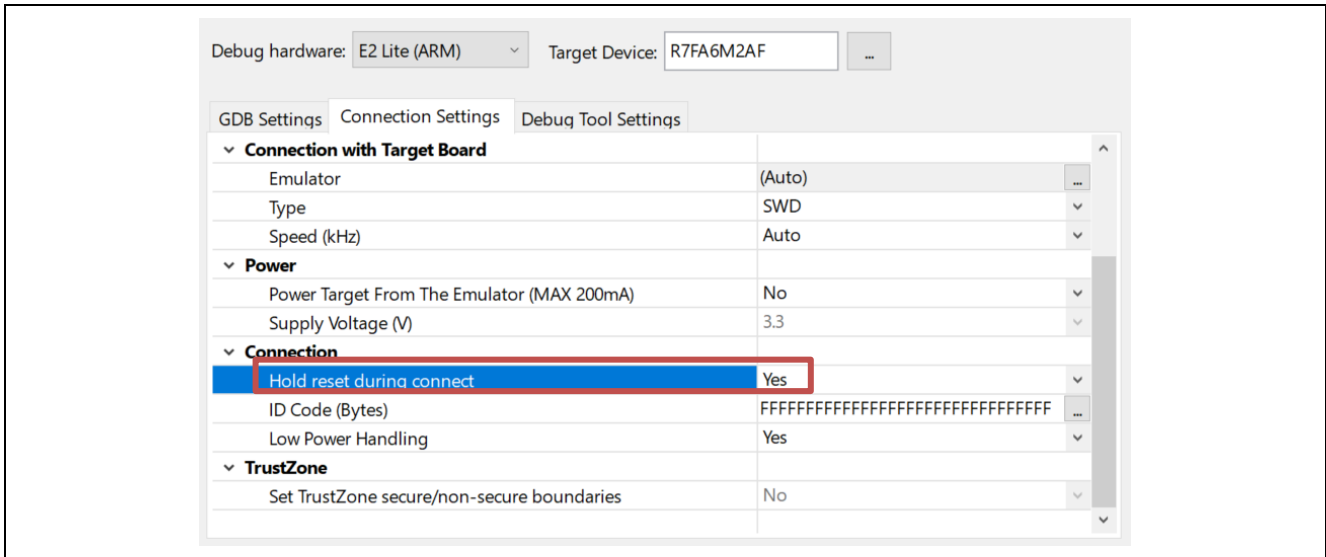 Debug hardware: E2 Lite (ARM) Target Device: R7FA6M2AF ...
GDB Settings Connection Settings Debug Tool Settings
Connection with Target Board
Emulator (Auto) ...
Type SWD
Speed (kHz) Auto
Power
Power Target From The Emulator (MAX 200mA) No
Supply Voltage (V) 3.3
Connection
Hold reset during connect Yes
ID Code (Bytes) FFFFFFFFFFFFFFFFFFFFFFFFFFFFFFFF ...
Low Power Handling Yes
TrustZone
Set TrustZone secure/non-secure boundaries No